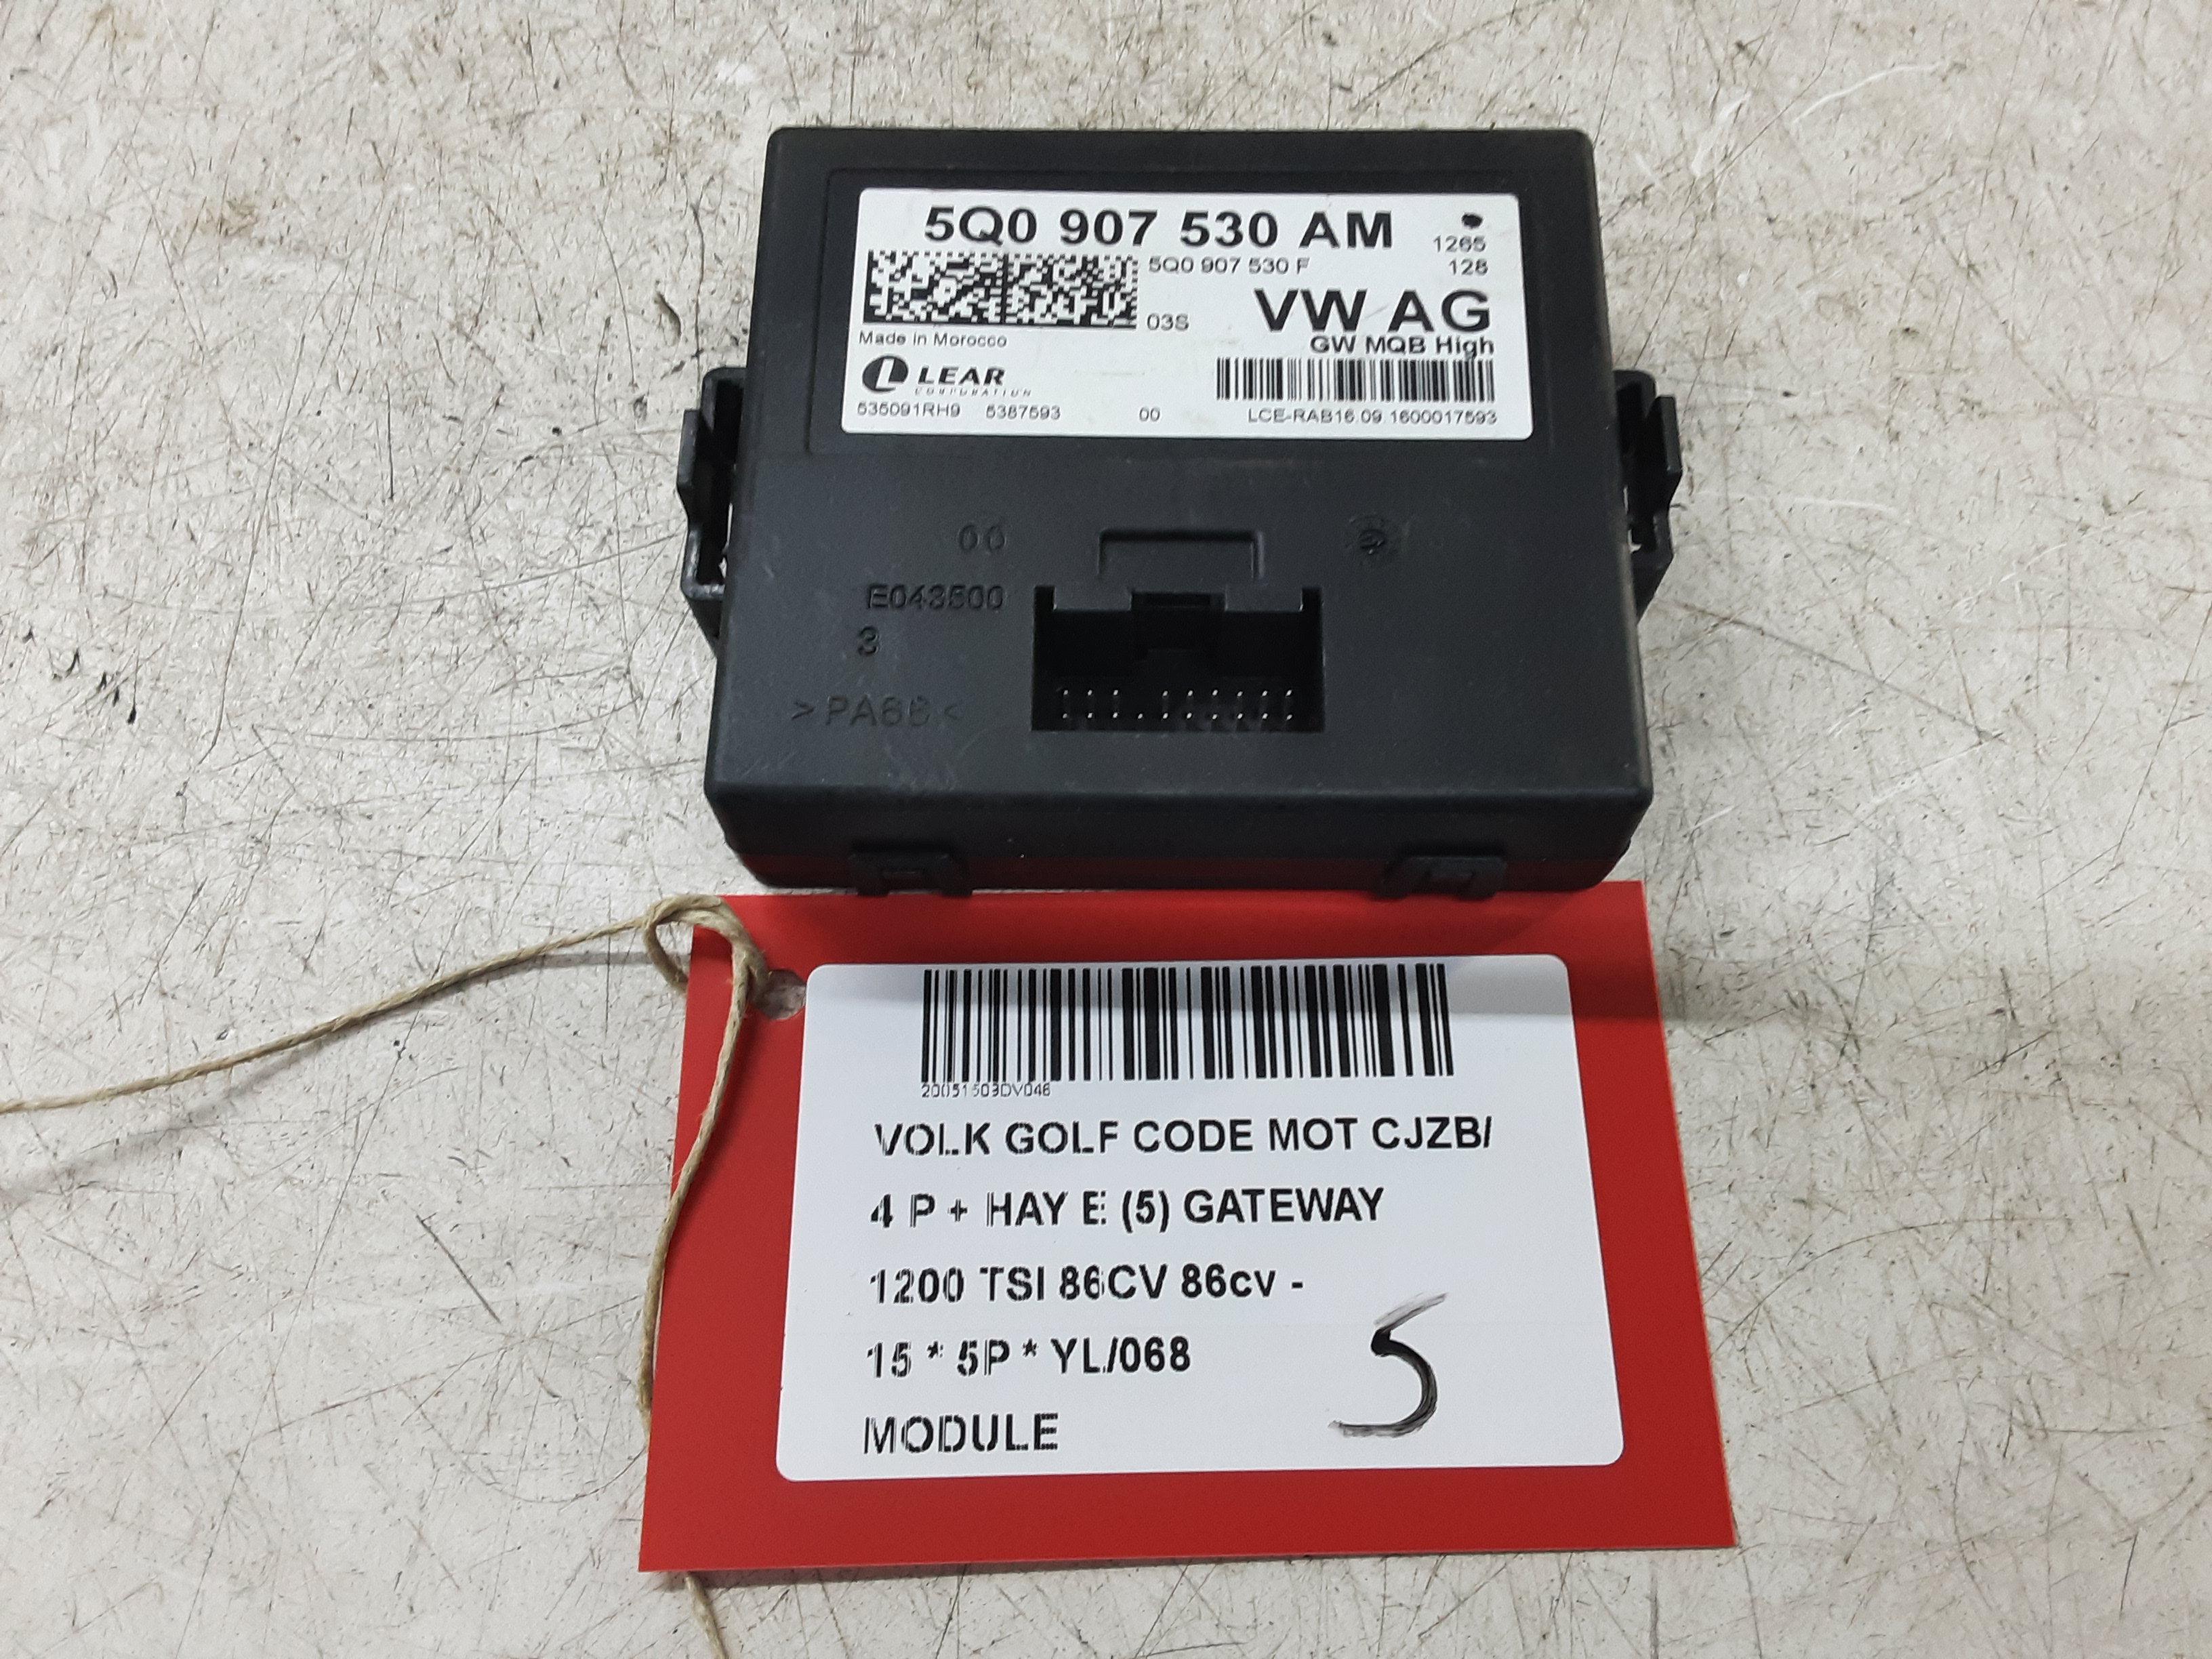 5Q0 907 530 AM
1265
5Q0 907 530 F
128
VW AG
03S
Made in Morocco
GW MQB High
LEAR
CORPORATION
535091RH9 5387593 00 LCE-RAB16.09.1600017593
00
E043500
3
>PA66<
20051503DV046
VOLK GOLF CODE MOT CJZB/
4 P + HAY E (5) GATEWAY
1200 TSI 86CV 86cv -
15 * 5P * YL/068
MODULE
5